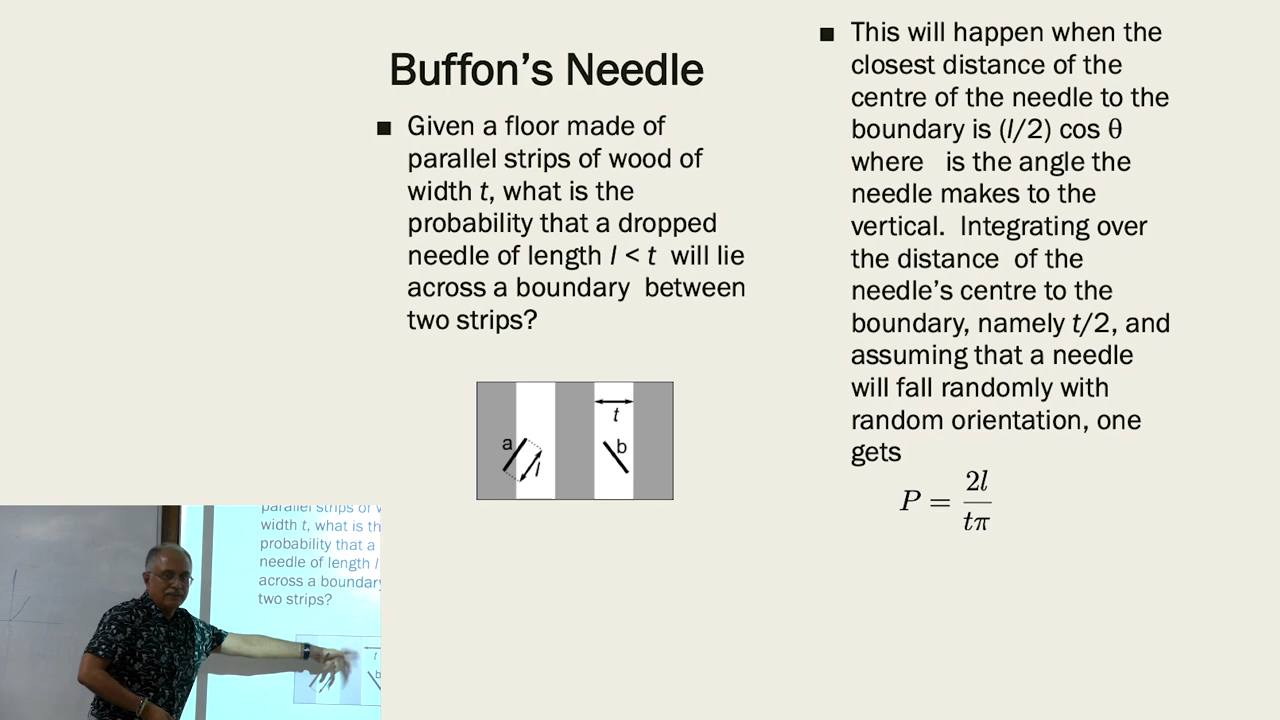 Buffon's Needle
■ Given a floor made of
parallel strips of wood of
width t, what is the
probability that a dropped
needle of length l < t will lie
across a boundary between
two strips?
t
a
l
b
■ This will happen when the
closest distance of the
centre of the needle to the
boundary is (l/2) cos θ
where is the angle the
needle makes to the
vertical. Integrating over
the distance of the
needle's centre to the
boundary, namely t/2, and
assuming that a needle
will fall randomly with
random orientation, one
gets
P = 2l/tπ
parallel strips of
width t, what is th
probability that a
needle of length l
across a boundary
two strips?
t
b